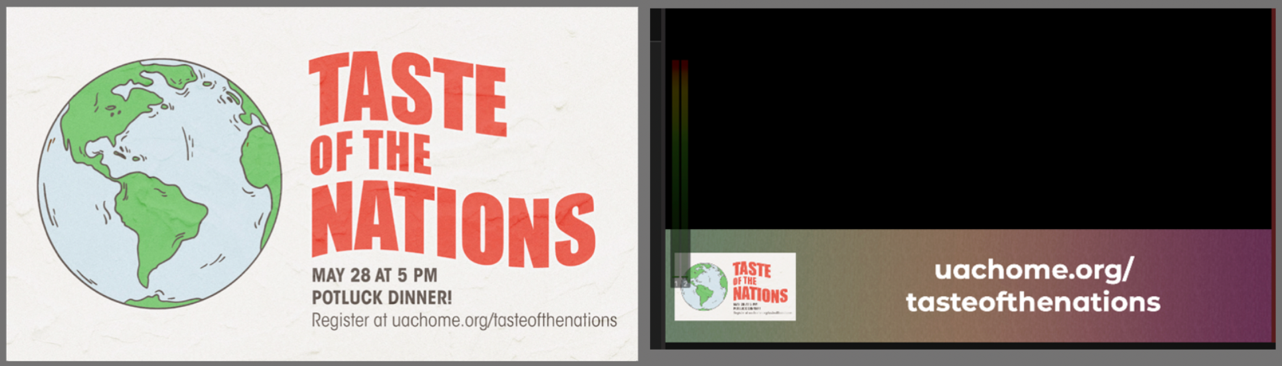 TASTE
OF THE
NATIONS
MAY 28 AT 5 PM
POTLUCK DINNER!
Register at uachome.org/tasteofthenations
TASTE
OF THE
NATIONS
uachome.org/
tasteofthenations